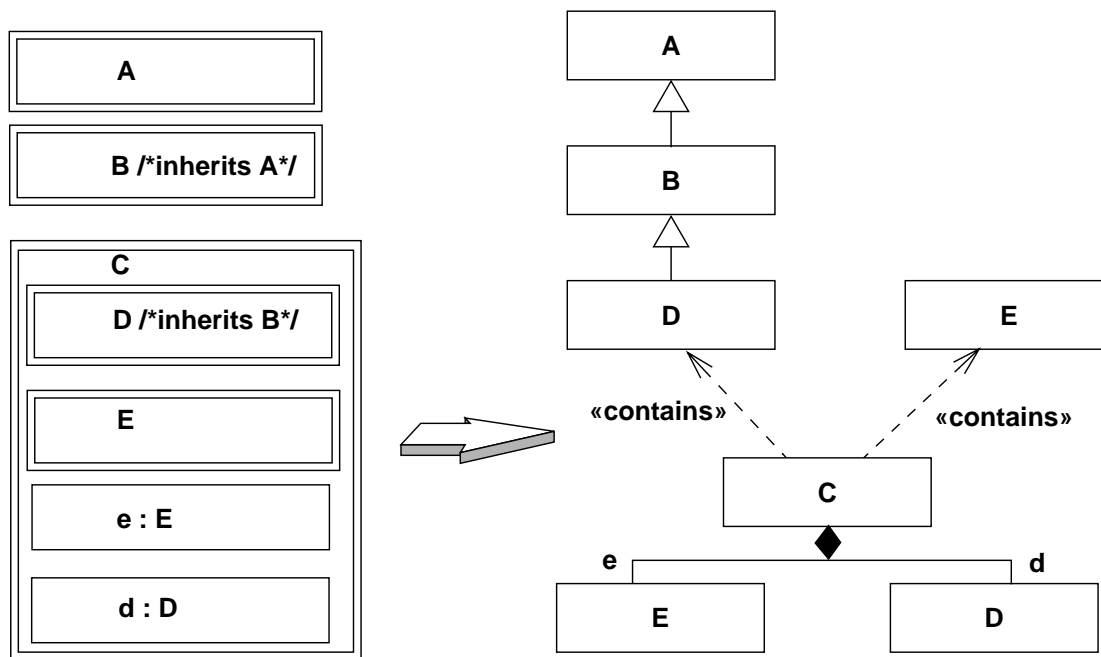 A
B /*inherits A*/
C
D /*inherits B*/
E
e : E
d : D
A
B
D
E
«contains»
«contains»
C
e
d
E
D